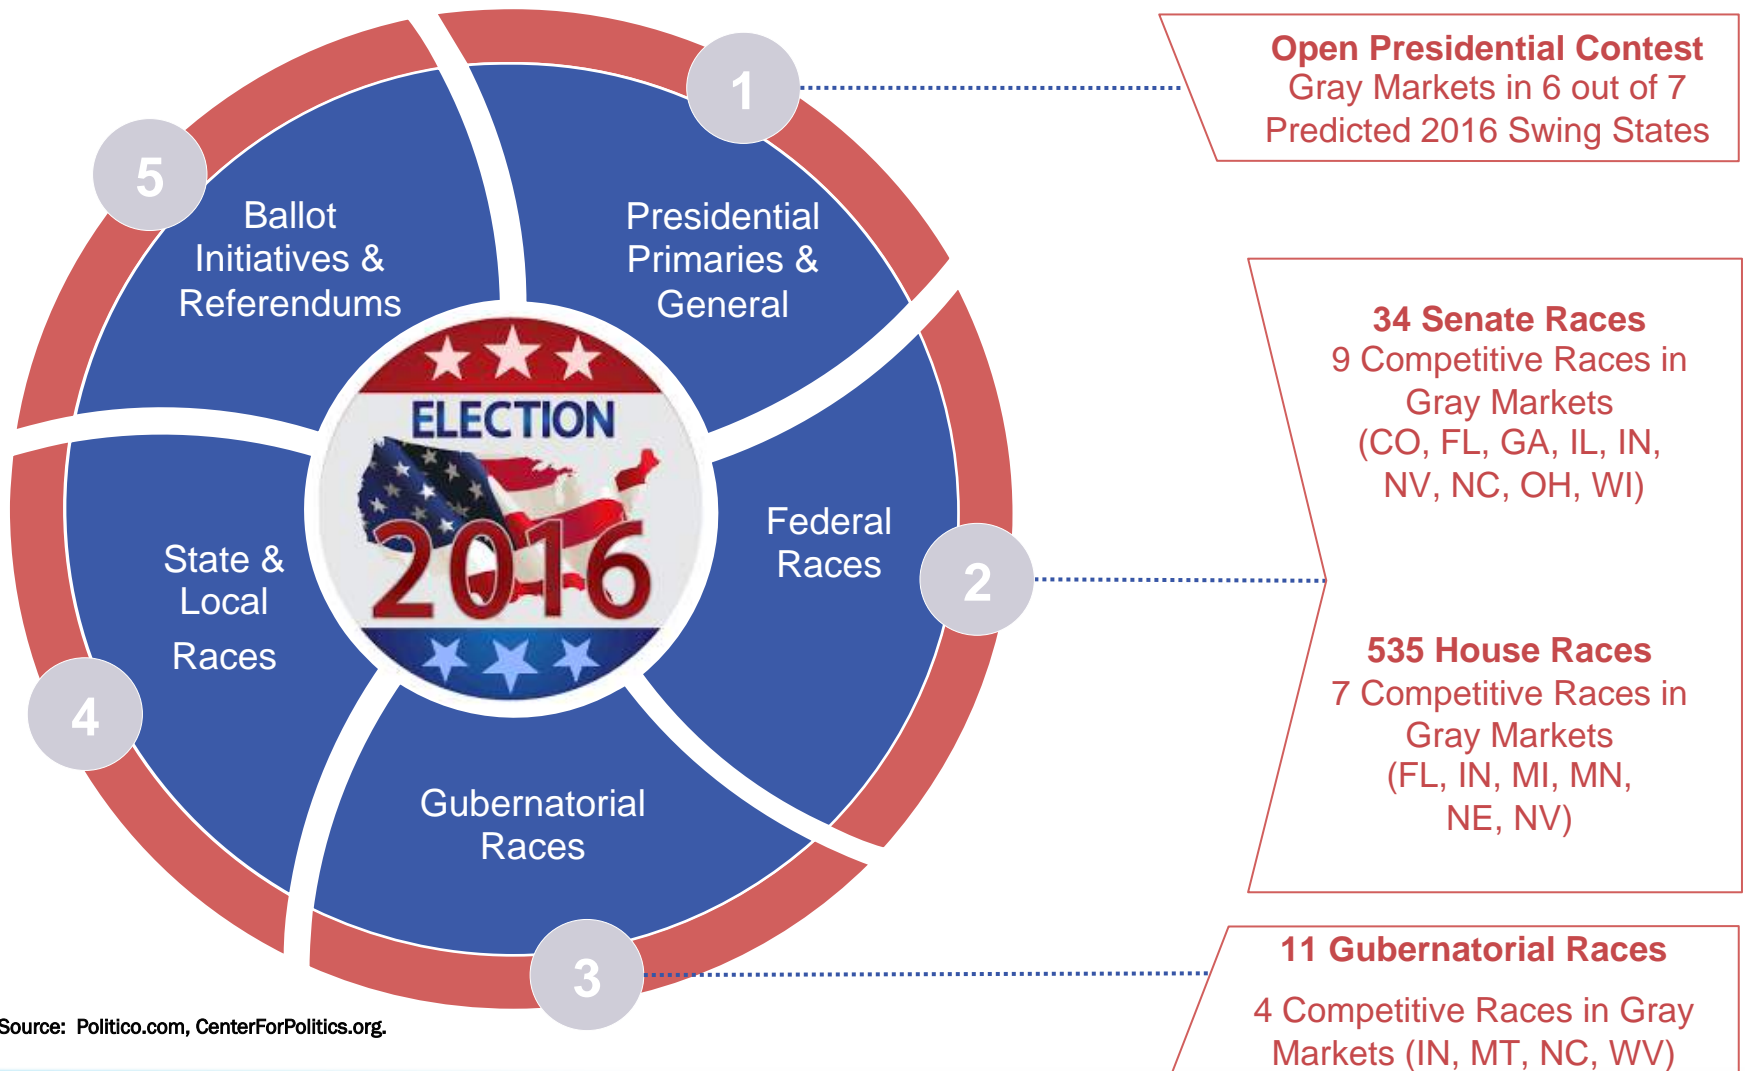 1
Open Presidential Contest
Gray Markets in 6 out of 7
Predicted 2016 Swing States
5
Ballot
Initiatives &
Referendums
Presidential
Primaries &
General
34 Senate Races
9 Competitive Races in
Gray Markets
(CO, FL, GA, IL, IN,
NV, NC, OH, WI)
ELECTION
2016
Federal
Races
2
State &
Local
Races
4
535 House Races
7 Competitive Races in
Gray Markets
(FL, IN, MI, MN,
NE, NV)
Gubernatorial
Races
3
11 Gubernatorial Races
4 Competitive Races in Gray
Markets (IN, MT, NC, WV)
Source: Politico.com, CenterForPolitics.org.